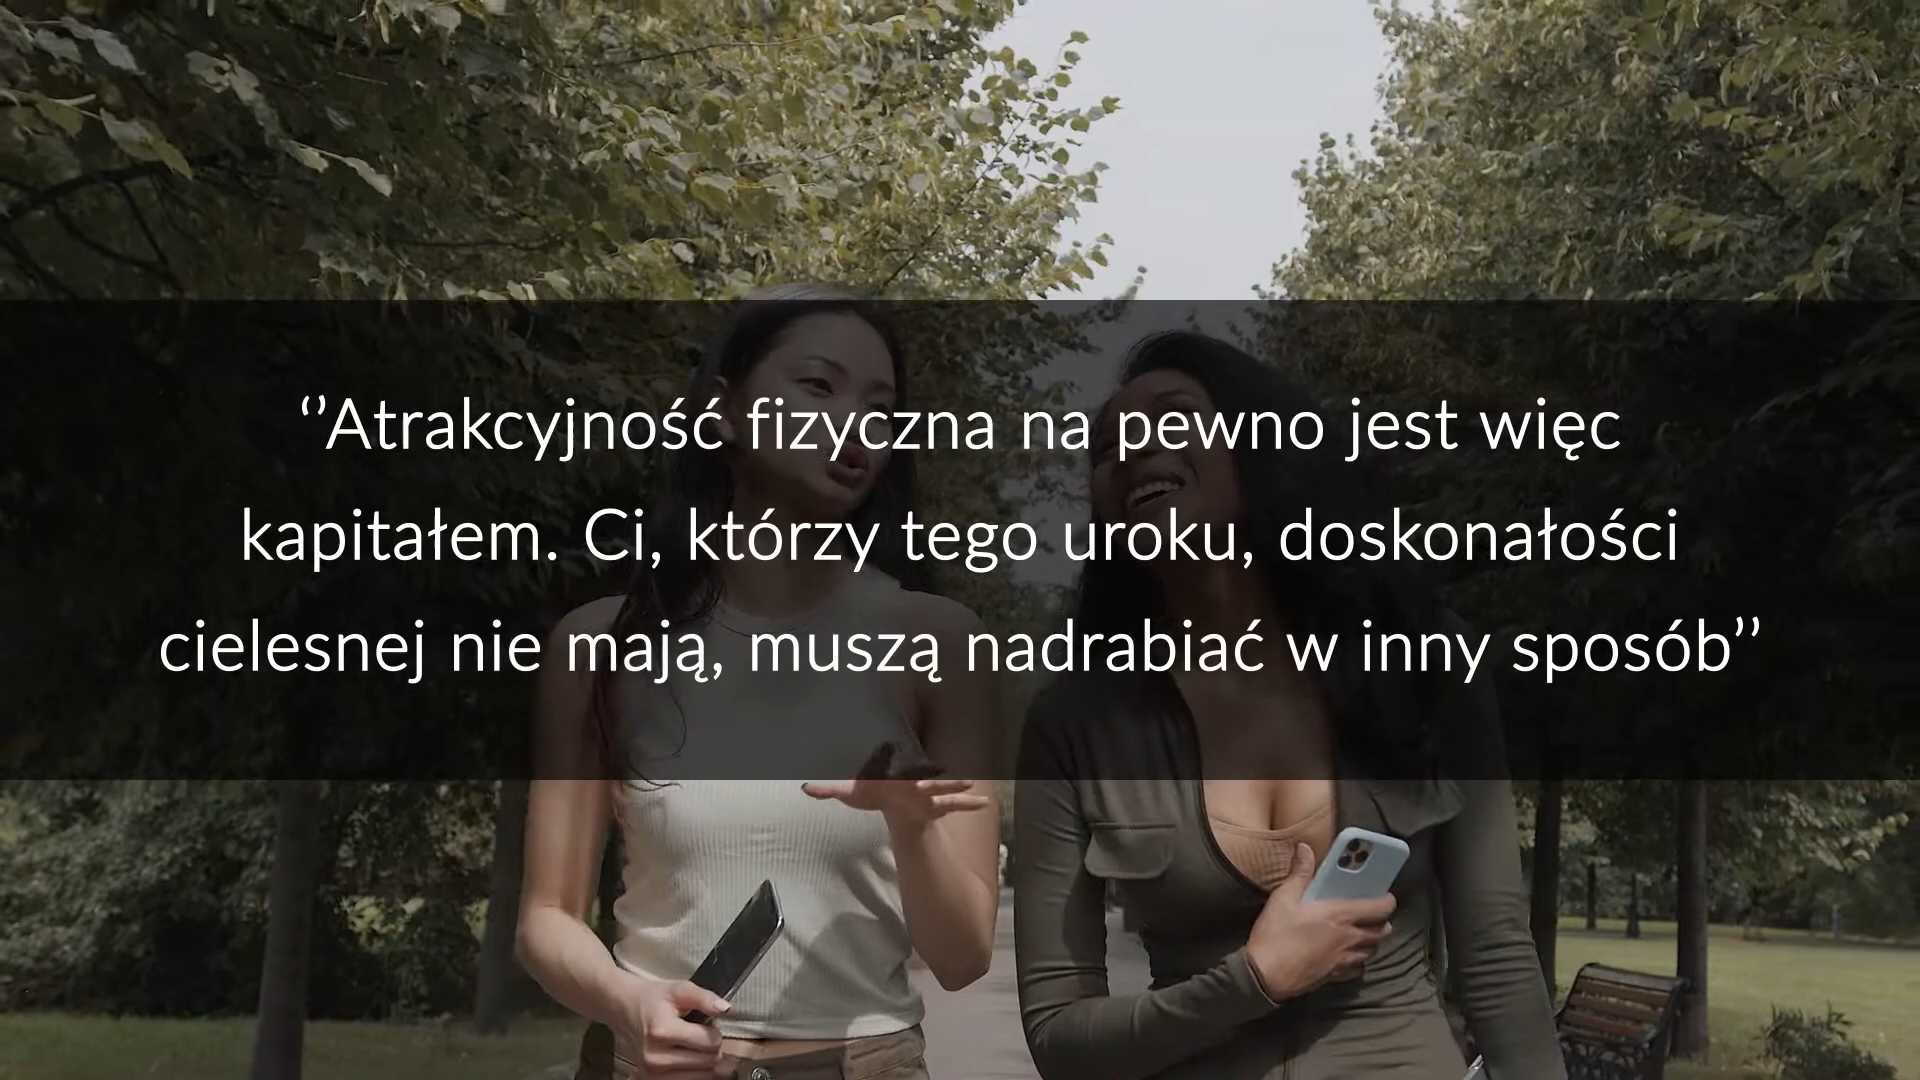 ‘’Atrakcyjność fizyczna na pewno jest więc
kapitałem. Ci, którzy tego uroku, doskonałości
cielesnej nie mają, muszą nadrabiać w inny sposób’’